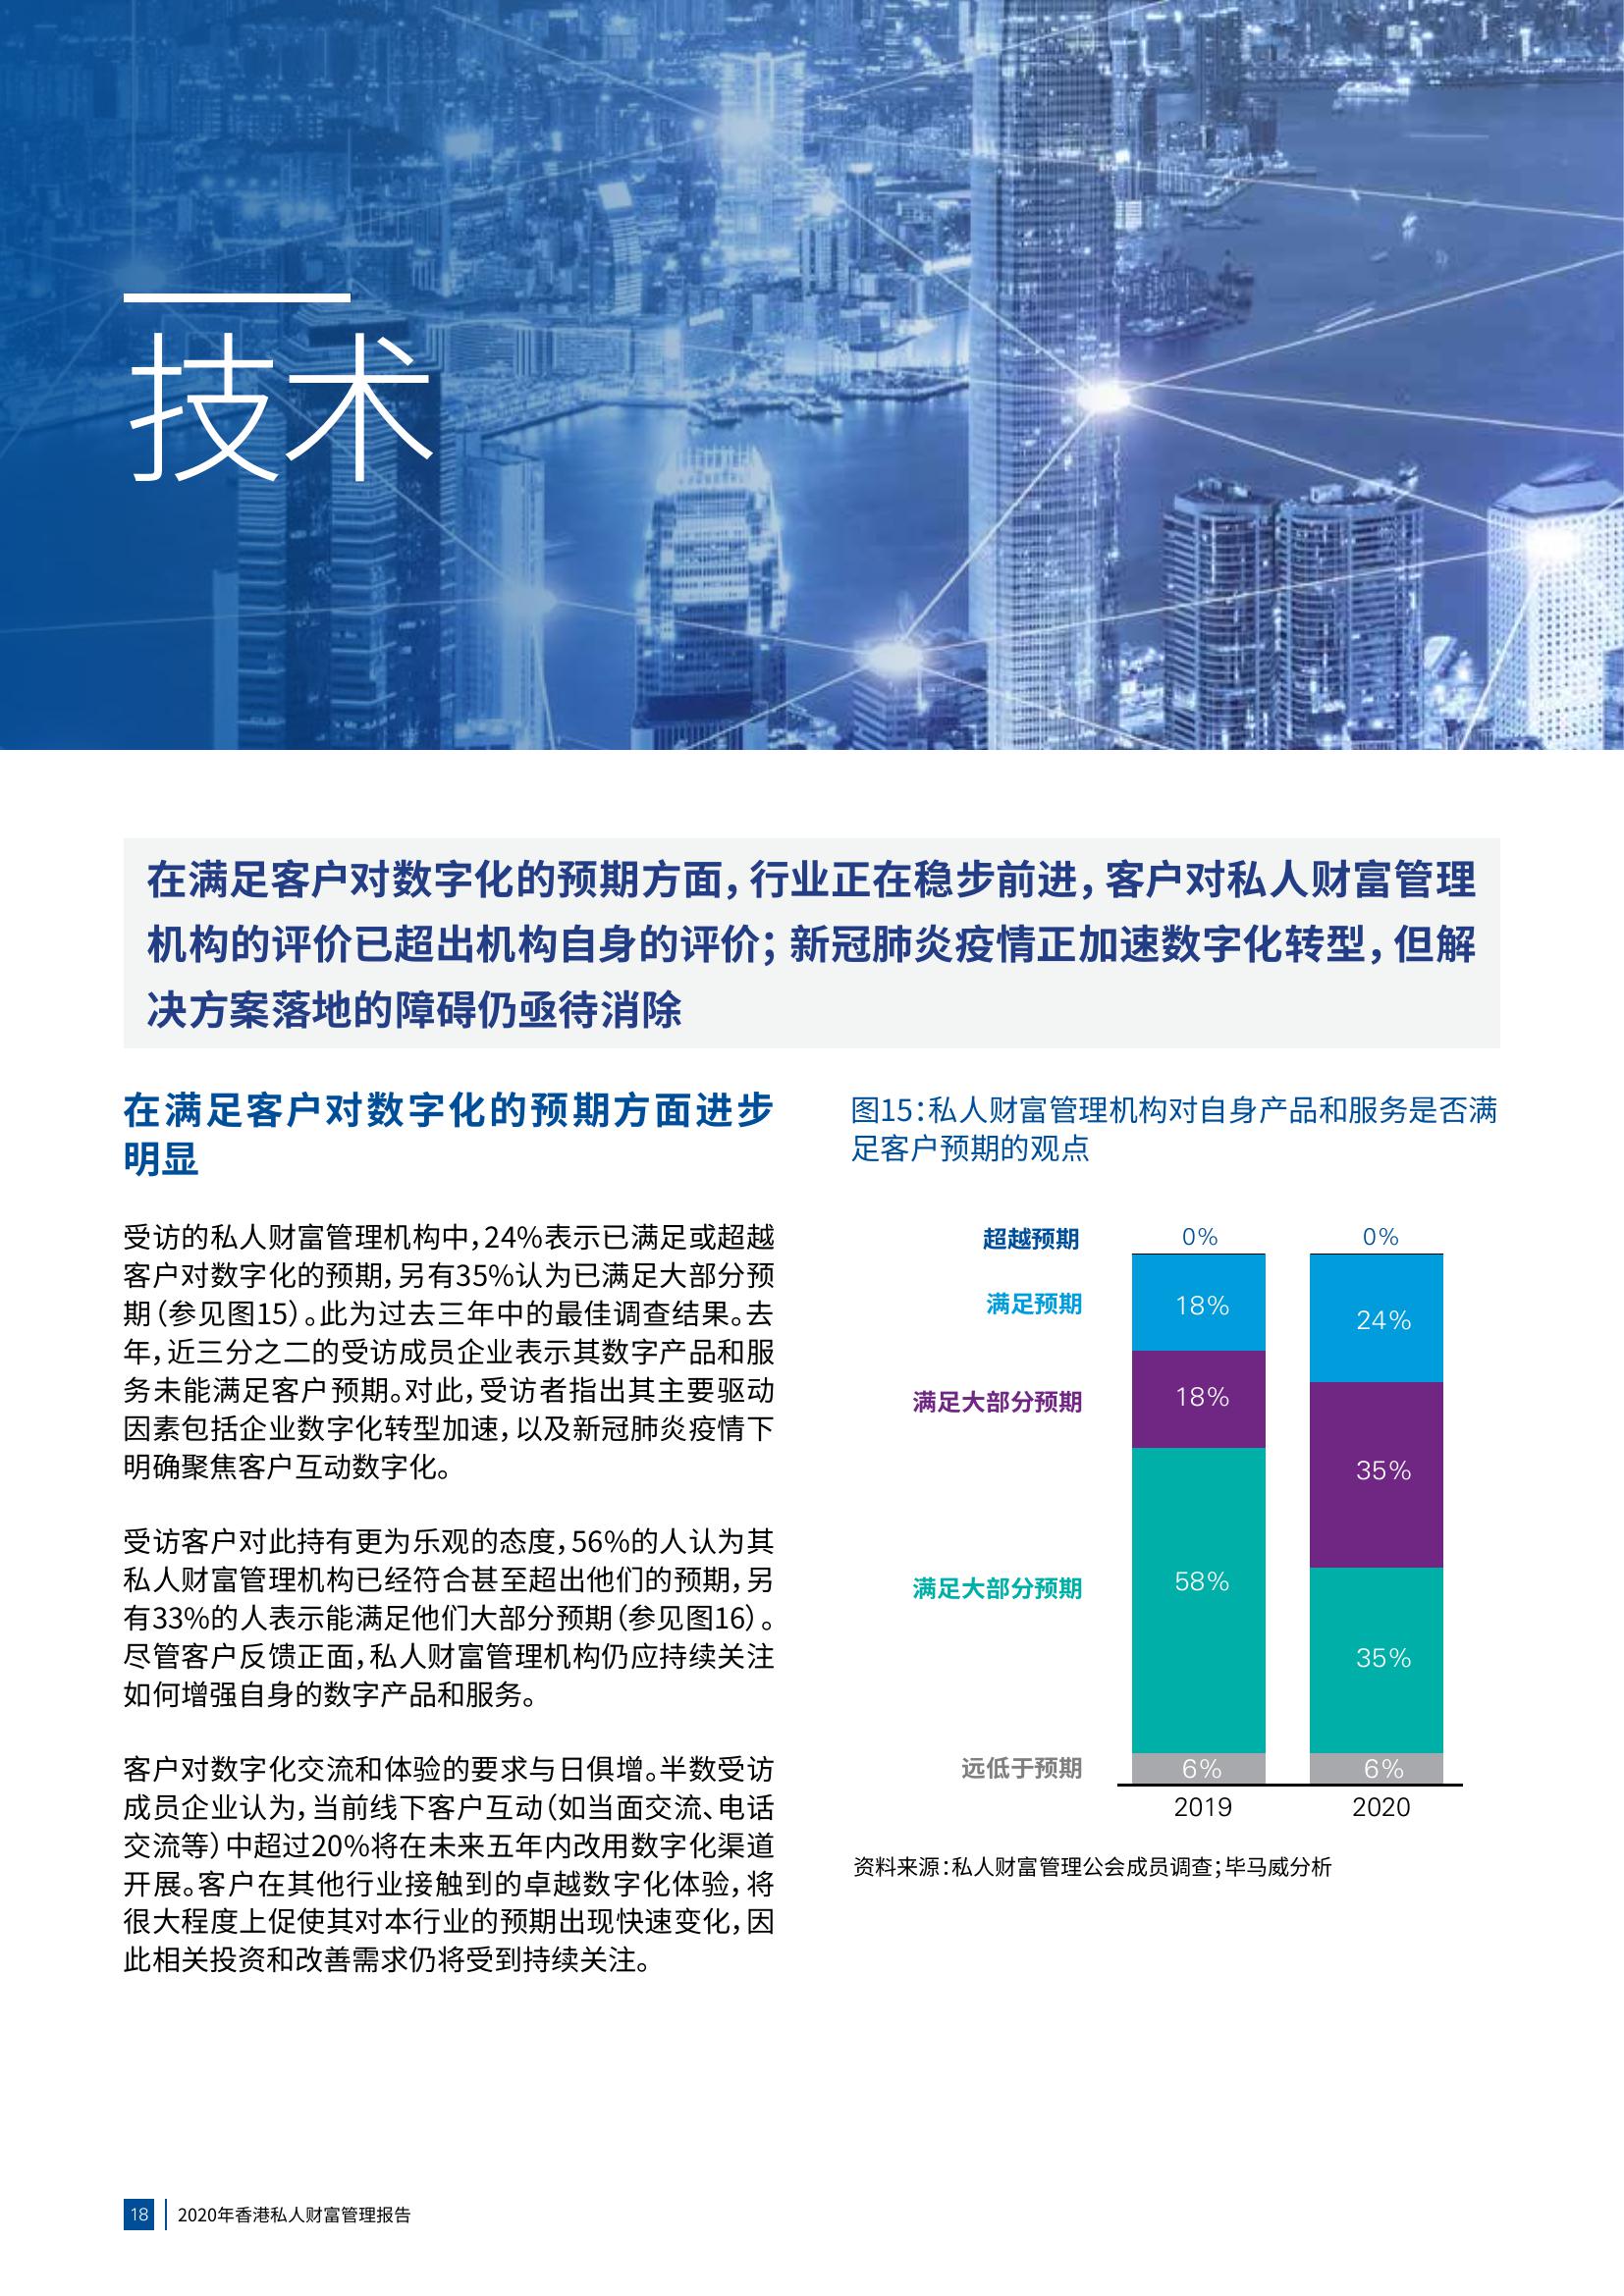 技术
在满足客户对数字化的预期方面，行业正在稳步前进，客户对私人财富管理
机构的评价已超出机构自身的评价；新冠肺炎疫情正加速数字化转型，但解
决方案落地的障碍仍亟待消除
在满足客户对数字化的预期方面进步
明显
受访的私人财富管理机构中，24%表示已满足或超越
客户对数字化的预期，另有35%认为已满足大部分预
期（参见图15）。此为过去三年中的最佳调查结果。去
年，近三分之二的受访成员企业表示其数字产品和服
务未能满足客户预期。对此，受访者指出其主要驱动
因素包括企业数字化转型加速，以及新冠肺炎疫情下
明确聚焦客户互动数字化。
受访客户对此持有更为乐观的态度，56%的人认为其
私人财富管理机构已经符合甚至超出他们的预期，另
有33%的人表示能满足他们大部分预期（参见图16）。
尽管客户反馈正面，私人财富管理机构仍应持续关注
如何增强自身的数字产品和服务。
客户对数字化交流和体验的要求与日俱增。半数受访
成员企业认为，当前线下客户互动（如当面交流、电话
交流等）中超过20%将在未来五年内改用数字化渠道
开展。客户在其他行业接触到的卓越数字化体验，将
很大程度上促使其对本行业的预期出现快速变化，因
此相关投资和改善需求仍将受到持续关注。
图15：私人财富管理机构对自身产品和服务是否满
足客户预期的观点
超越预期 0% 0%
满足预期 18% 24%
满足大部分预期 18% 35%
满足大部分预期 58% 35%
远低于预期 6% 6%
2019 2020
资料来源：私人财富管理公会成员调查；毕马威分析
18 2020年香港私人财富管理报告